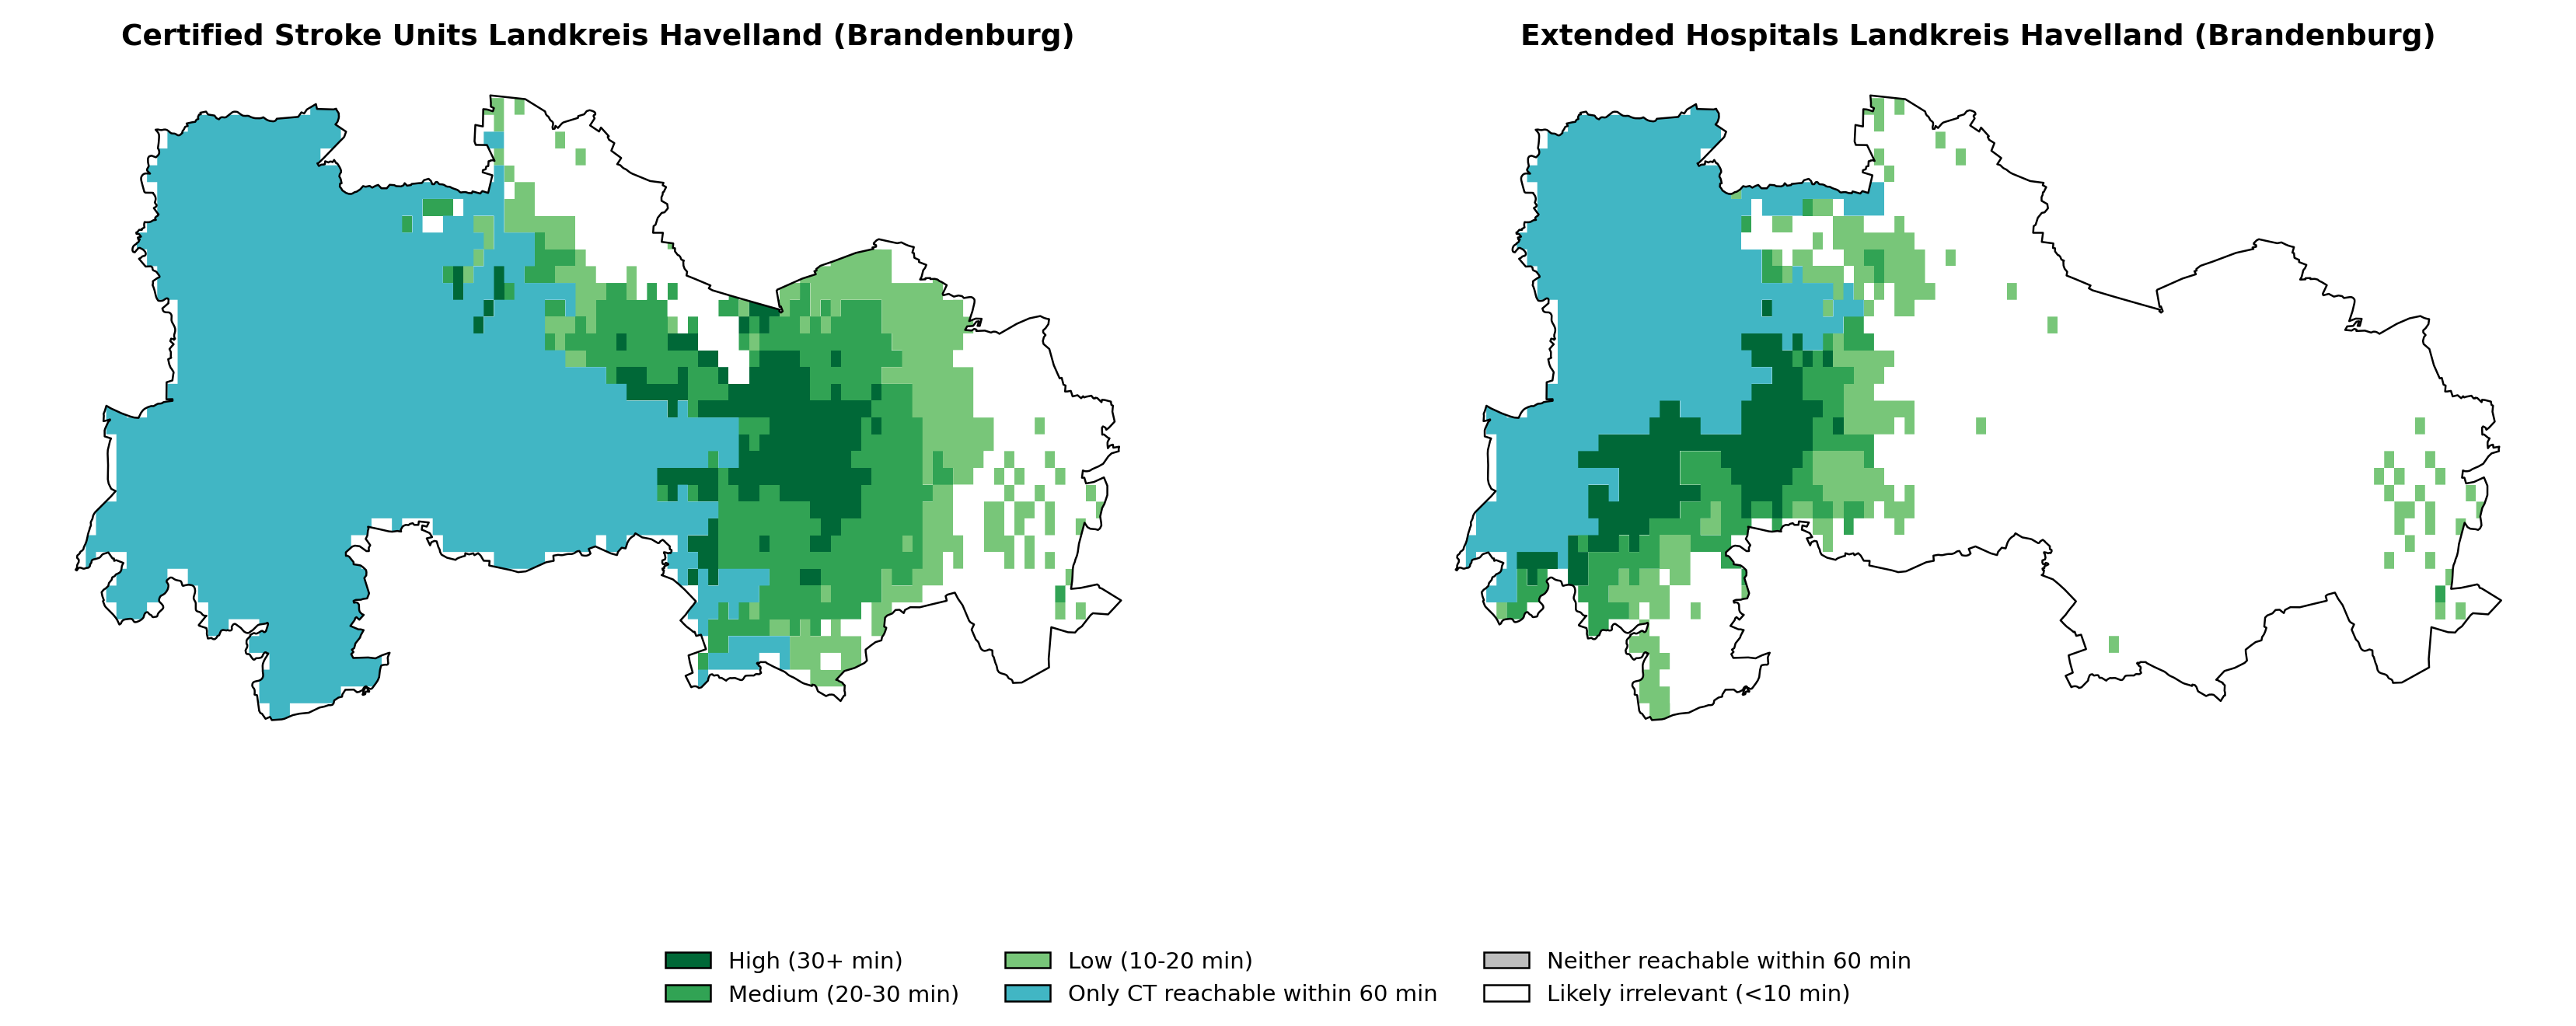 Certified Stroke Units Landkreis Havelland (Brandenburg)
Extended Hospitals Landkreis Havelland (Brandenburg)
High (30+ min)
Medium (20-30 min)
Low (10-20 min)
Only CT reachable within 60 min
Neither reachable within 60 min
Likely irrelevant (<10 min)